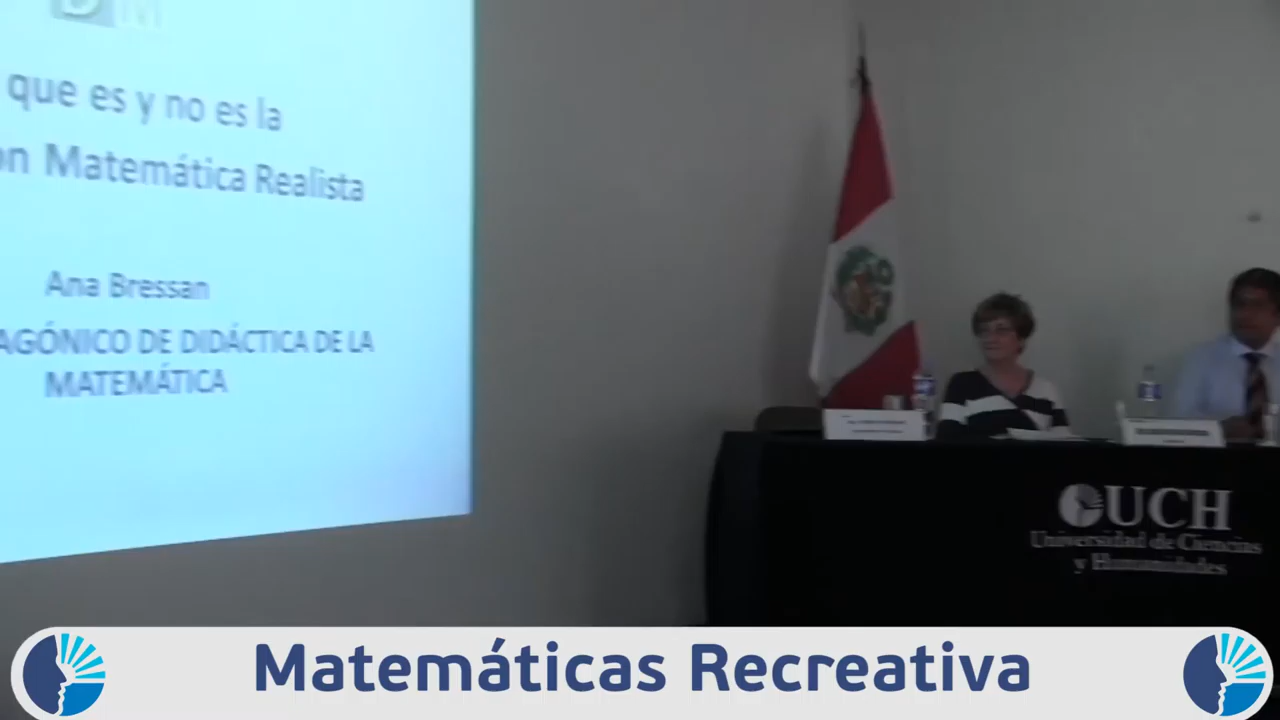 que es y no es la
Matemática Realista
Ana Bressan
AGÓNICO DE DIDÁCTICA DE LA
MATEMÁTICA
UCH
Universidad de Ciencias
y Humanidades
Matemáticas Recreativa